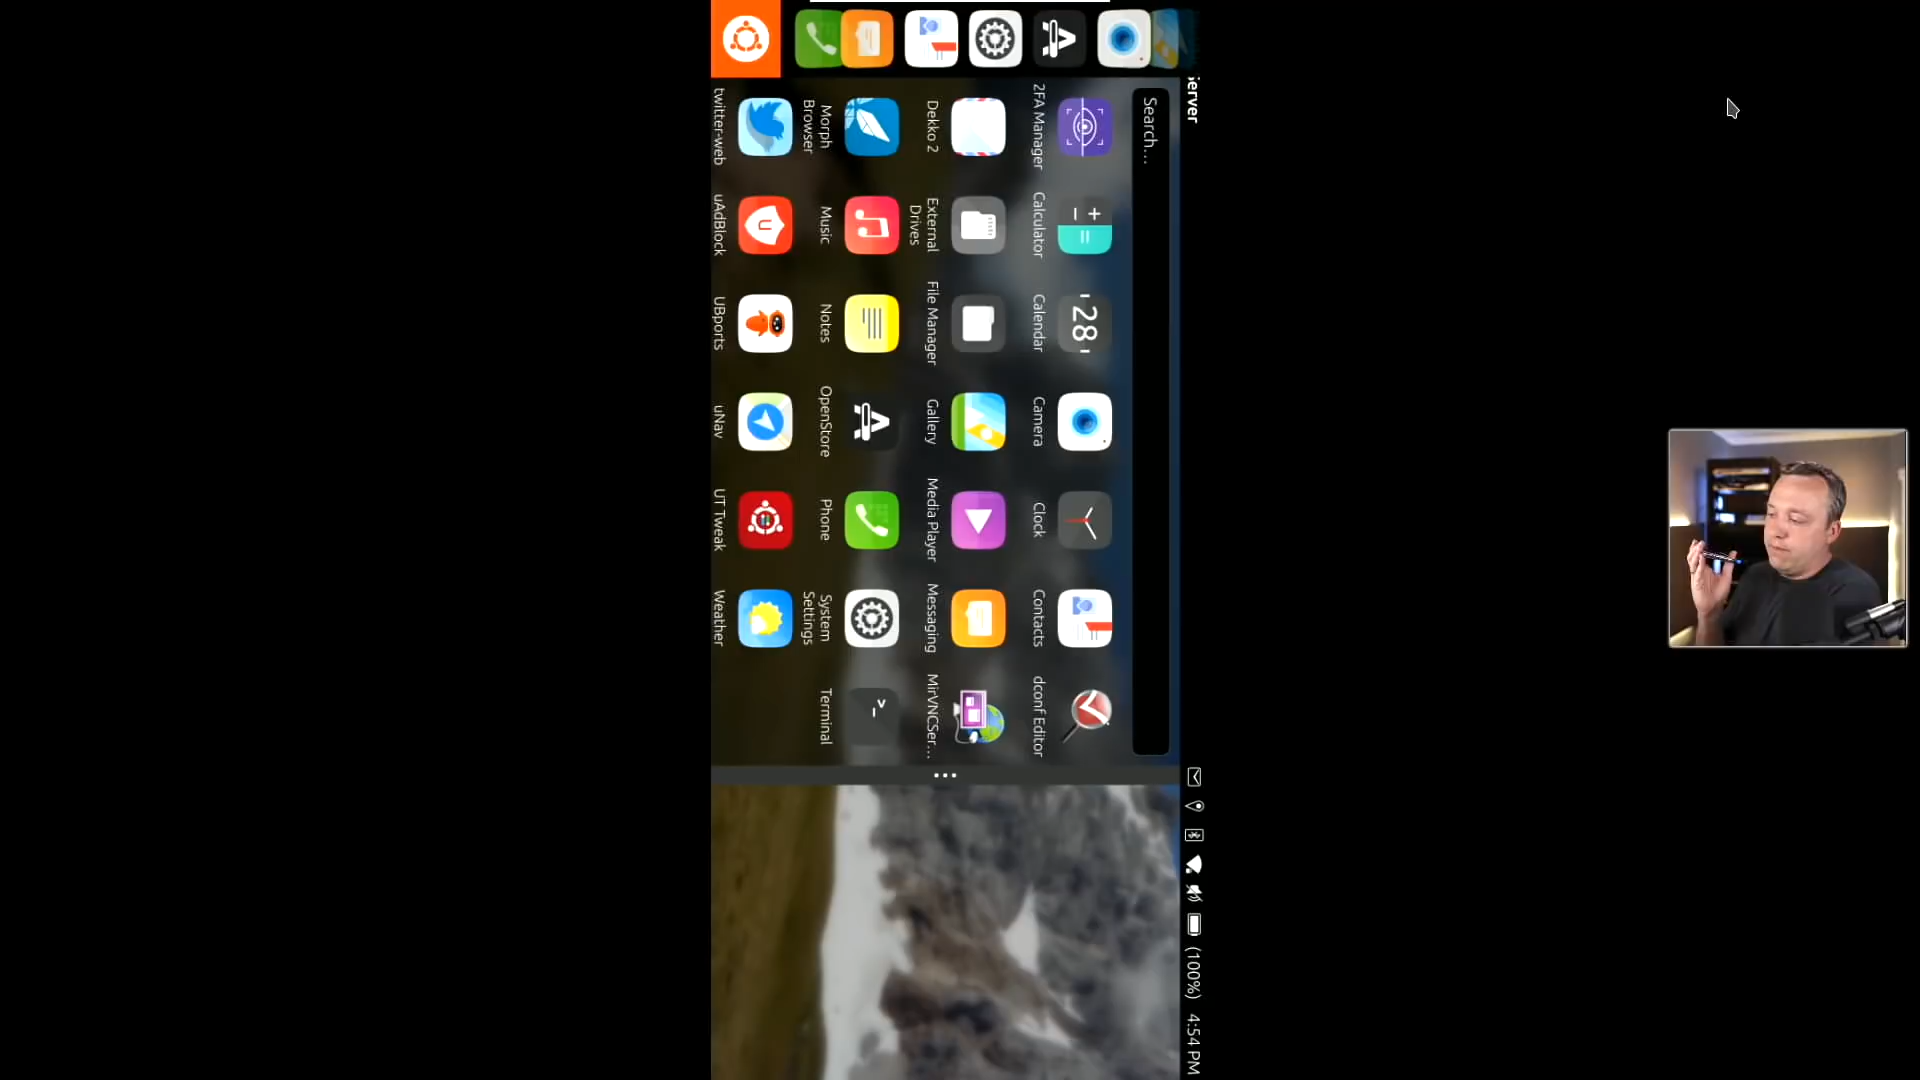 erver
(100%) 4:54 PM
Search...
2FA Manager
Calculator
Calendar
28
Camera
Clock
Contacts
dconf Editor
Dekko 2
External
Drives
File Manager
Gallery
Media Player
Messaging
MirVNCSer...
Morph
Browser
Music
Notes
OpenStore
Phone
System
Settings
Terminal
twitter-web
uAdBlock
UBports
uNav
UT Tweak
Weather